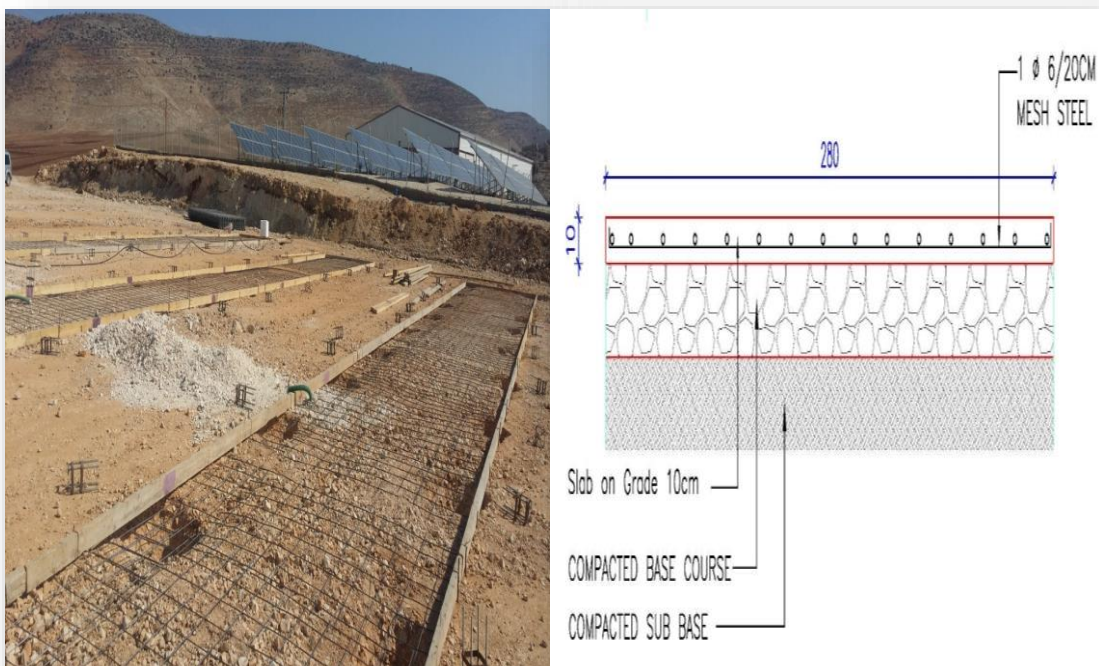 1 ϕ 6/20CM
MESH STEEL
280
10
Slab on Grade 10cm
COMPACTED BASE COURSE
COMPACTED SUB BASE